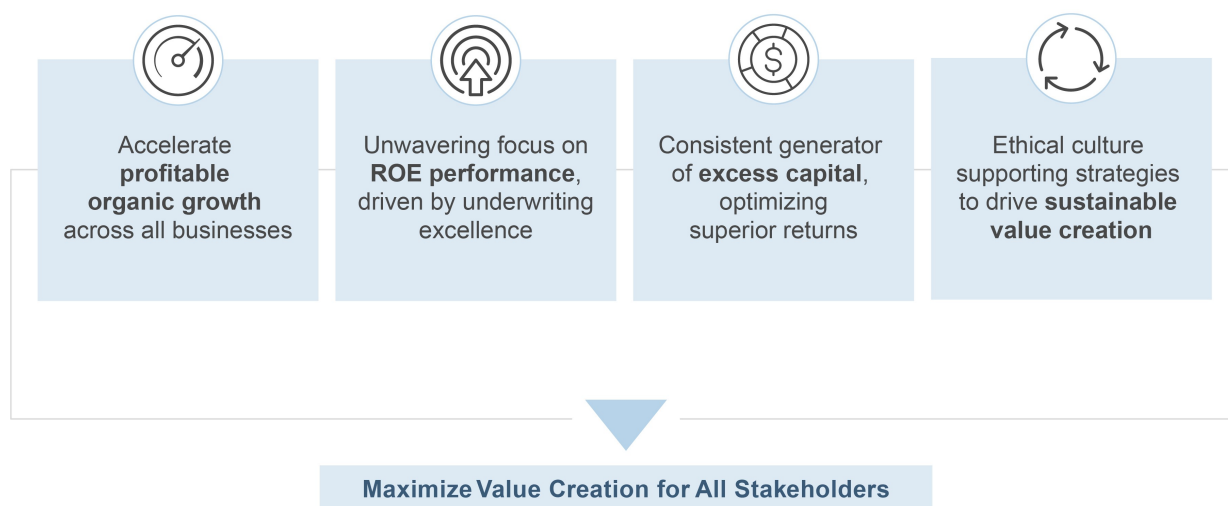 Accelerate
profitable
organic growth
across all businesses
Unwavering focus on
ROE performance,
driven by underwriting
excellence
Consistent generator
of excess capital,
optimizing
superior returns
Ethical culture
supporting strategies
to drive sustainable
value creation
$
Maximize Value Creation for All Stakeholders